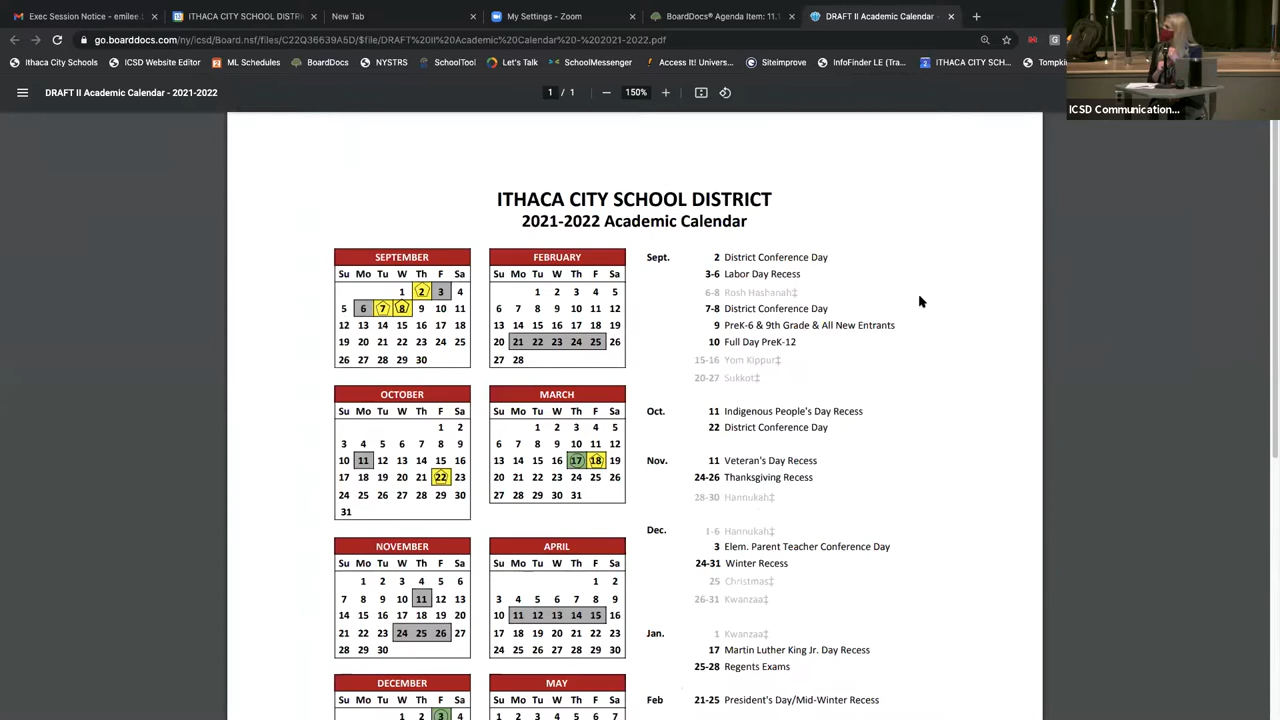 Exec Session Notice - emilee.
ITHACA CITY SCHOOL DISTRI
New Tab
My Settings - Zoom
BoardDocs® Agenda Item: 11.1
DRAFT II Academic Calendar
go.boarddocs.com/ny/icsd/Board.nsf/files/C22Q36639A5D/$file/DRAFT%20II%20Academic%20Calendar%20-%202021-2022.pdf
Ithaca City Schools
ICSD Website Editor
ML Schedules
BoardDocs
NYSTRS
SchoolTool
Let's Talk
SchoolMessenger
Access It! Univers...
Siteimprove
InfoFinder LE (Tra...
ITHACA CITY SCH...
Tompki
ICSD Communication...
DRAFT II Academic Calendar - 2021-2022
1 / 1
150%
ITHACA CITY SCHOOL DISTRICT
2021-2022 Academic Calendar
SEPTEMBER
Su Mo Tu W Th F Sa
1 2 3 4
5 6 7 8 9 10 11
12 13 14 15 16 17 18
19 20 21 22 23 24 25
26 27 28 29 30
OCTOBER
Su Mo Tu W Th F Sa
1 2
3 4 5 6 7 8 9
10 11 12 13 14 15 16
17 18 19 20 21 22 23
24 25 26 27 28 29 30
31
NOVEMBER
Su Mo Tu W Th F Sa
1 2 3 4 5 6
7 8 9 10 11 12 13
14 15 16 17 18 19 20
21 22 23 24 25 26 27
28 29 30
DECEMBER
Su Mo Tu W Th F Sa
1 2 3 4
FEBRUARY
Su Mo Tu W Th F Sa
1 2 3 4 5
6 7 8 9 10 11 12
13 14 15 16 17 18 19
20 21 22 23 24 25 26
27 28
MARCH
Su Mo Tu W Th F Sa
1 2 3 4 5
6 7 8 9 10 11 12
13 14 15 16 17 18 19
20 21 22 23 24 25 26
27 28 29 30 31
APRIL
Su Mo Tu W Th F Sa
1 2
3 4 5 6 7 8 9
10 11 12 13 14 15 16
17 18 19 20 21 22 23
24 25 26 27 28 29 30
MAY
Su Mo Tu W Th F Sa
1 2 3 4 5 6 7
Sept. 2 District Conference Day
3-6 Labor Day Recess
6-8 Rosh Hashanah‡
7-8 District Conference Day
9 PreK-6 & 9th Grade & All New Entrants
10 Full Day PreK-12
15-16 Yom Kippur‡
20-27 Sukkot‡
Oct. 11 Indigenous People's Day Recess
22 District Conference Day
Nov. 11 Veteran's Day Recess
24-26 Thanksgiving Recess
28-30 Hannukah‡
Dec. 1-6 Hannukah‡
3 Elem. Parent Teacher Conference Day
24-31 Winter Recess
25 Christmas‡
26-31 Kwanzaa‡
Jan. 1 Kwanzaa‡
17 Martin Luther King Jr. Day Recess
25-28 Regents Exams
Feb 21-25 President's Day/Mid-Winter Recess